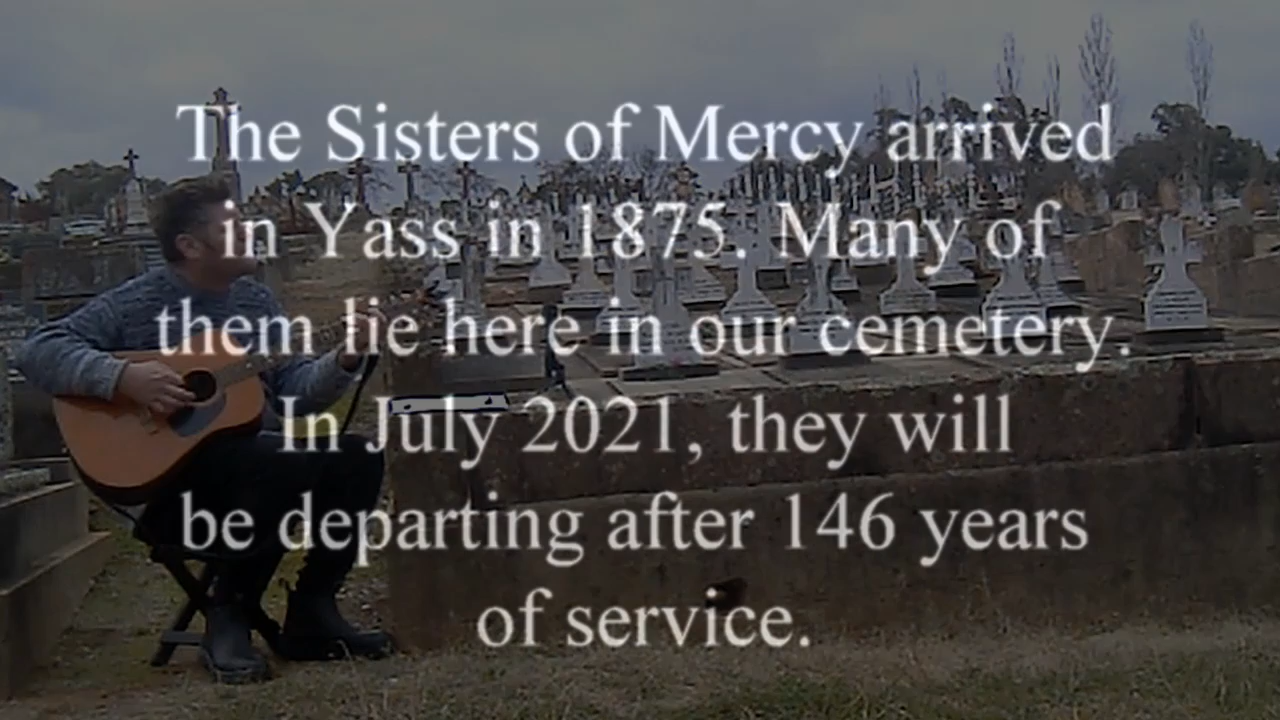 The Sisters of Mercy arrived
in Yass in 1875. Many of
them lie here in our cemetery.
In July 2021, they will
be departing after 146 years
of service.